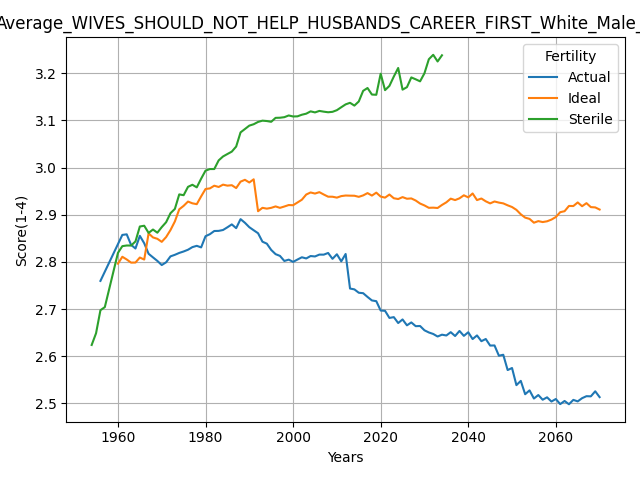 Average_WIVES_SHOULD_NOT_HELP_HUSBANDS_CAREER_FIRST_White_Male_
Fertility
Actual
Ideal
Sterile
3.2
3.1
3.0
2.9
2.8
2.7
2.6
2.5
Score(1-4)
1960 1980 2000 2020 2040 2060
Years